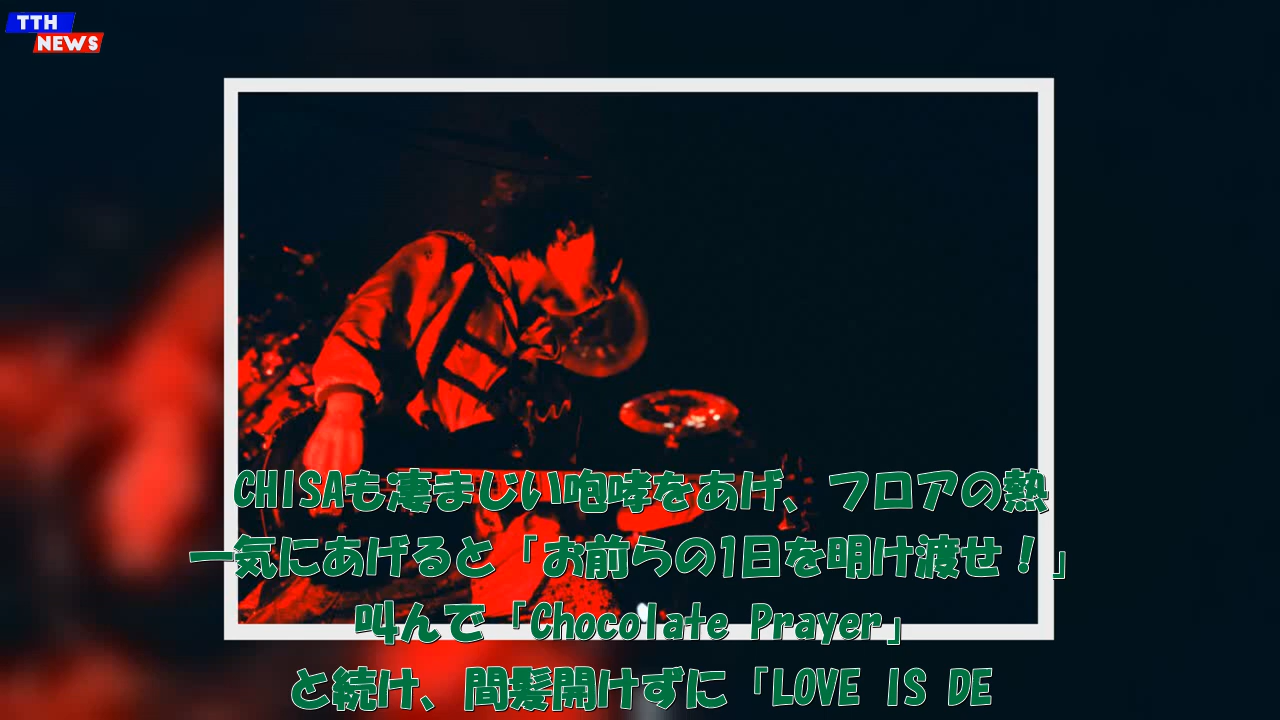 TTH
NEWS
CHISAも凄まじい咆哮をあげ、フロアの熱
一気にあげると「お前らの1日を明け渡せ！」
叫んで「Chocolate Prayer」
と続け、間髪開けずに「LOVE IS DE